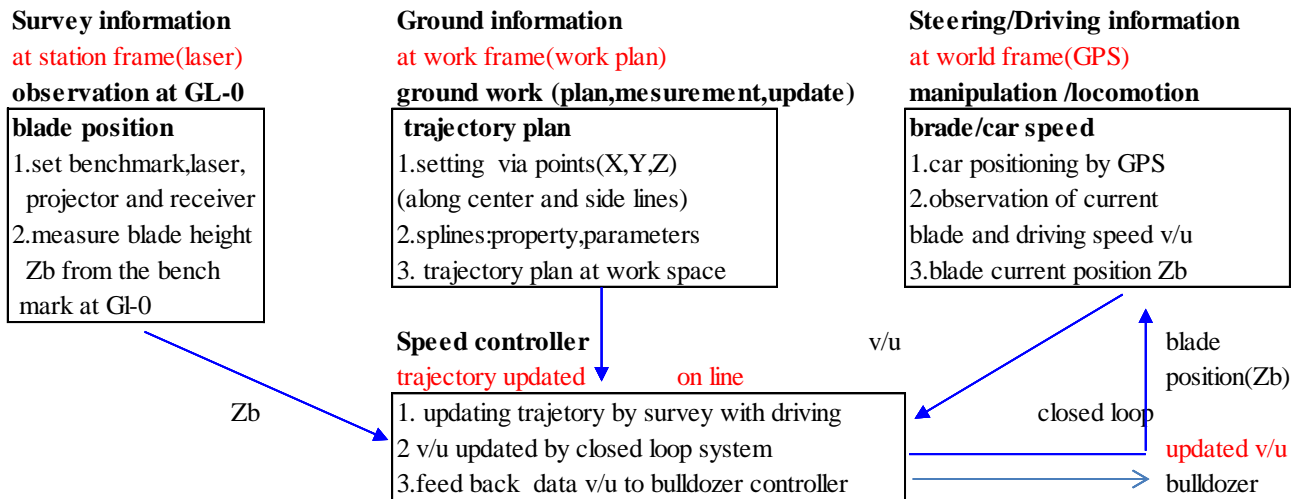 Survey information
at station frame(laser)
observation at GL-0
blade position
1.set benchmark,laser,
projector and receiver
2.measure blade height
Zb from the bench
mark at Gl-0
Ground information
at work frame(work plan)
ground work (plan,mesurement,update)
trajectory plan
1.setting via points(X,Y,Z)
(along center and side lines)
2.splines:property,parameters
3. trajectory plan at work space
Steering/Driving information
at world frame(GPS)
manipulation /locomotion
brade/car speed
1.car positioning by GPS
2.observation of current
blade and driving speed v/u
3.blade current position Zb
Speed controller
trajectory updated on line
Zb
1. updating trajetory by survey with driving
2 v/u updated by closed loop system
3.feed back data v/u to bulldozer controller
v/u
closed loop
blade
position(Zb)
updated v/u
bulldozer